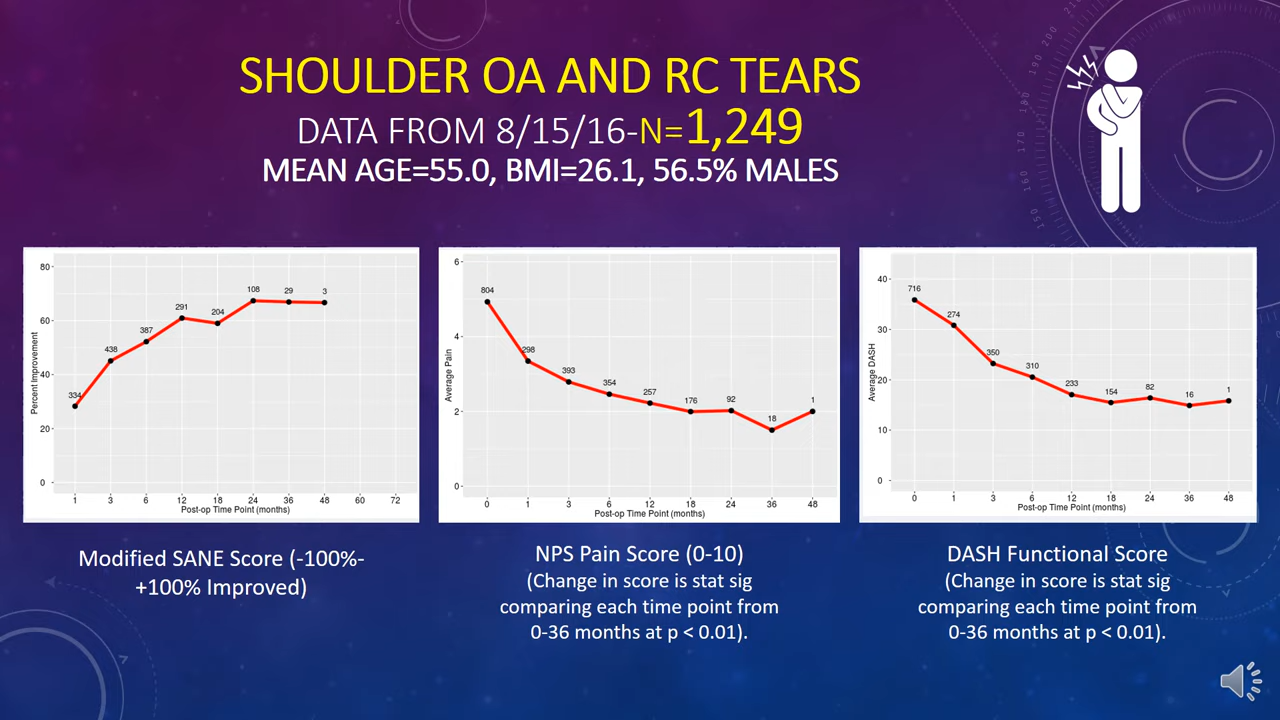 SHOULDER OA AND RC TEARS
DATA FROM 8/15/16-N=1,249
MEAN AGE=55.0, BMI=26.1, 56.5% MALES
210
200
190
180
170
160
150
Percent Improvement
80
60
40
20
0
334
438
387
291
204
108
29
3
1 3 6 12 18 24 36 48 60 72
Post-op Time Point (months)
Modified SANE Score (-100%-
+100% Improved)
Average Pain
6
4
2
0
804
298
393
354
257
176
92
18
1
0 1 3 6 12 18 24 36 48
Post-op Time Point (months)
NPS Pain Score (0-10)
(Change in score is stat sig
comparing each time point from
0-36 months at p < 0.01).
Average DASH
40
30
20
10
0
716
274
350
310
233
154
82
16
1
0 1 3 6 12 18 24 36 48
Post-op Time Point (months)
DASH Functional Score
(Change in score is stat sig
comparing each time point from
0-36 months at p < 0.01).